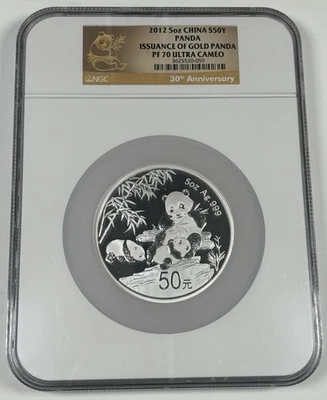 2012 5oz CHINA S50Y
PANDA
ISSUANCE OF GOLD PANDA
PF 70 ULTRA CAMEO
3623520-059
NGC
30th Anniversary
5oz Ag.999
50元